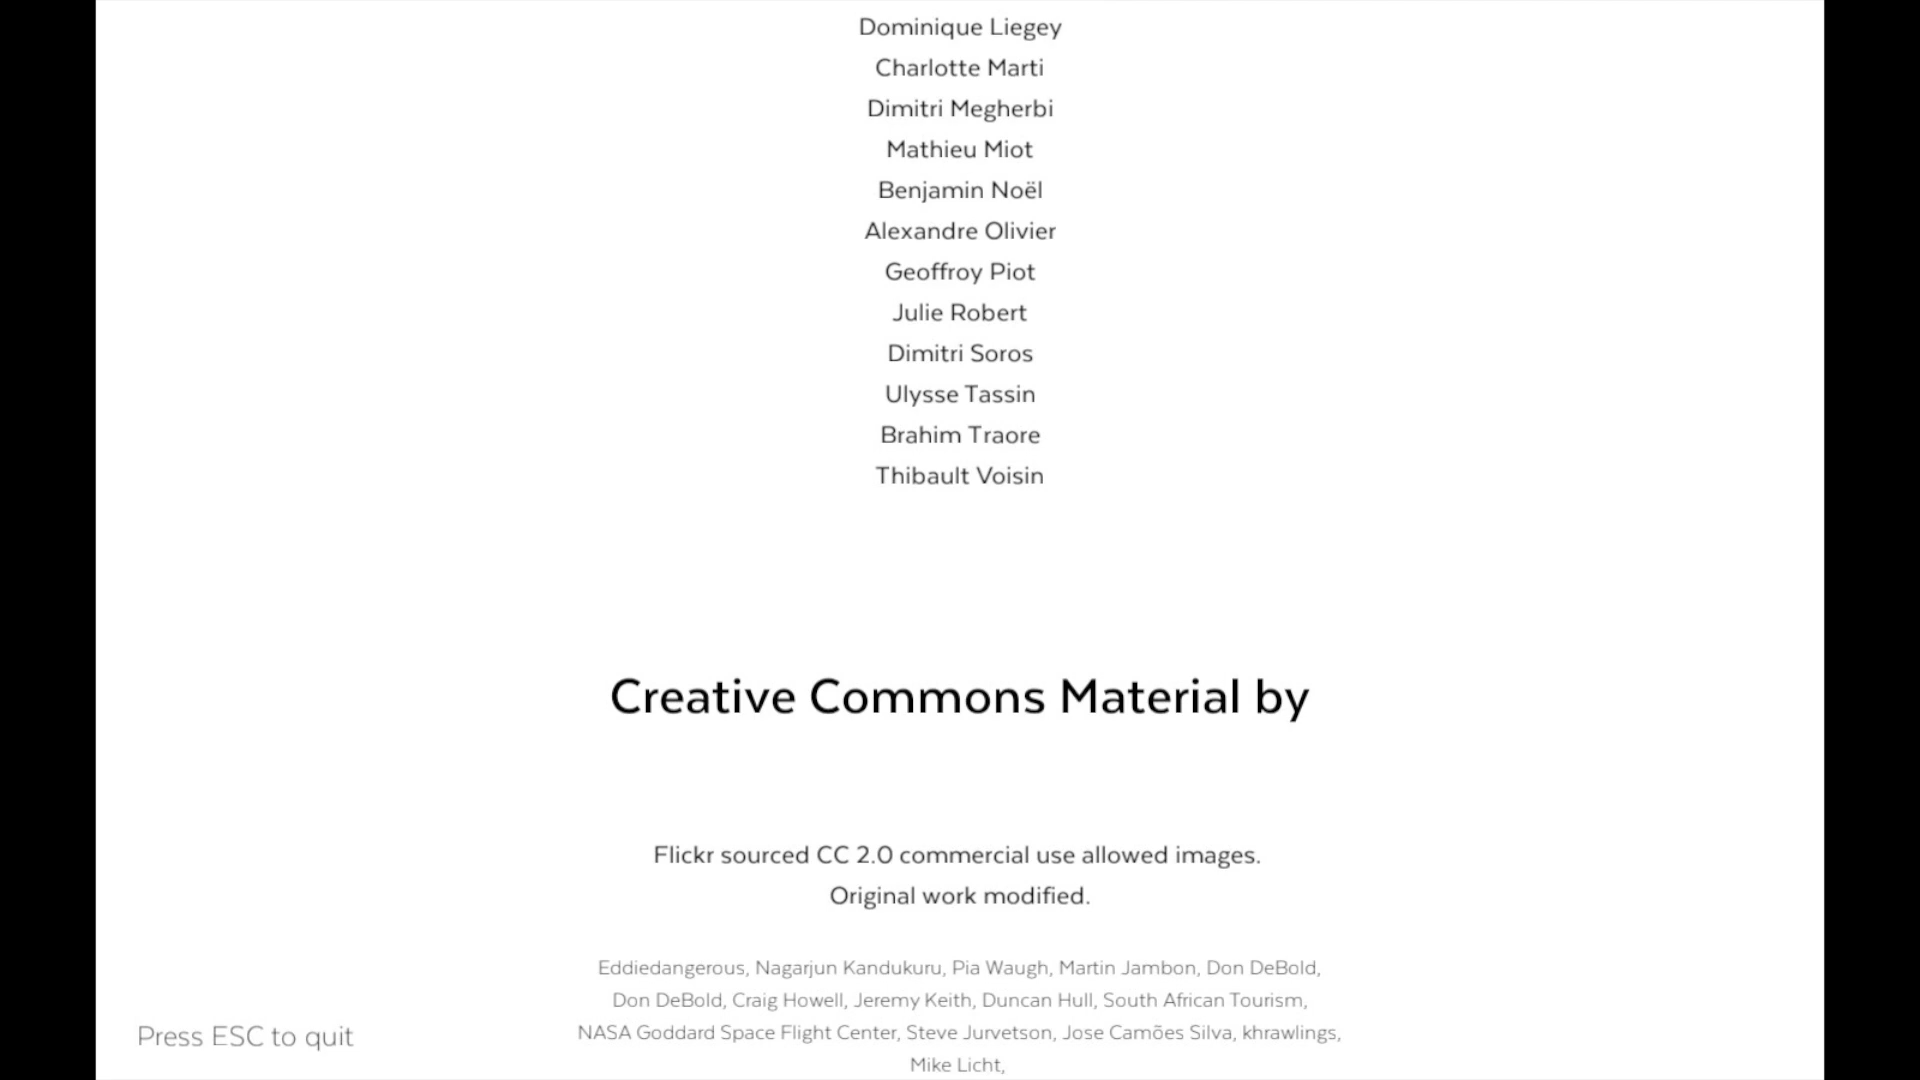 Dominique Liegey
Charlotte Marti
Dimitri Megherbi
Mathieu Miot
Benjamin Noël
Alexandre Olivier
Geoffroy Piot
Julie Robert
Dimitri Soros
Ulysse Tassin
Brahim Traore
Thibault Voisin
Creative Commons Material by
Flickr sourced CC 2.0 commercial use allowed images.
Original work modified.
Eddiedangerous, Nagarjun Kandukuru, Pia Waugh, Martin Jambon, Don DeBold,
Don DeBold, Craig Howell, Jeremy Keith, Duncan Hull, South African Tourism,
NASA Goddard Space Flight Center, Steve Jurvetson, Jose Camões Silva, khrawlings,
Mike Licht,
Press ESC to quit